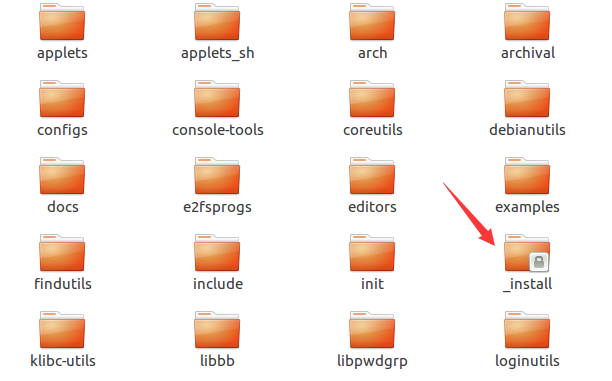 applets applets_sh arch archival
configs console-tools coreutils debianutils
docs e2fsprogs editors examples
findutils include init _install
klibc-utils libbb libpwdgrp loginutils